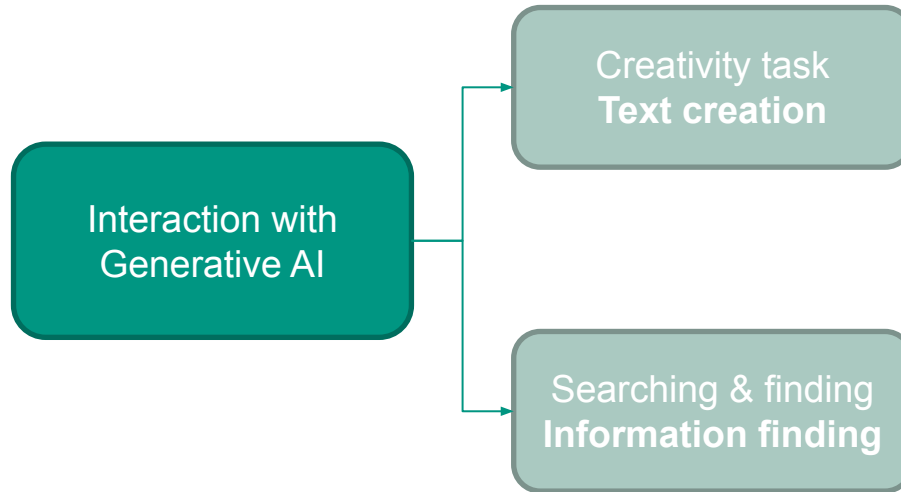 Creativity task
Text creation
Interaction with
Generative AI
Searching & finding
Information finding